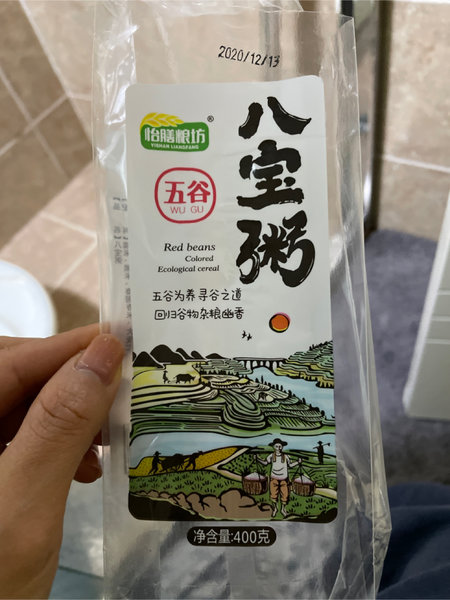 2020/12/13
怡膳粮坊®
YISHAN LIANGFANG
八宝粥
五谷
WU GU
Red beans
Colored
Ecological cereal
五谷为养寻谷之道
回归谷物杂粮幽香
净含量:400克